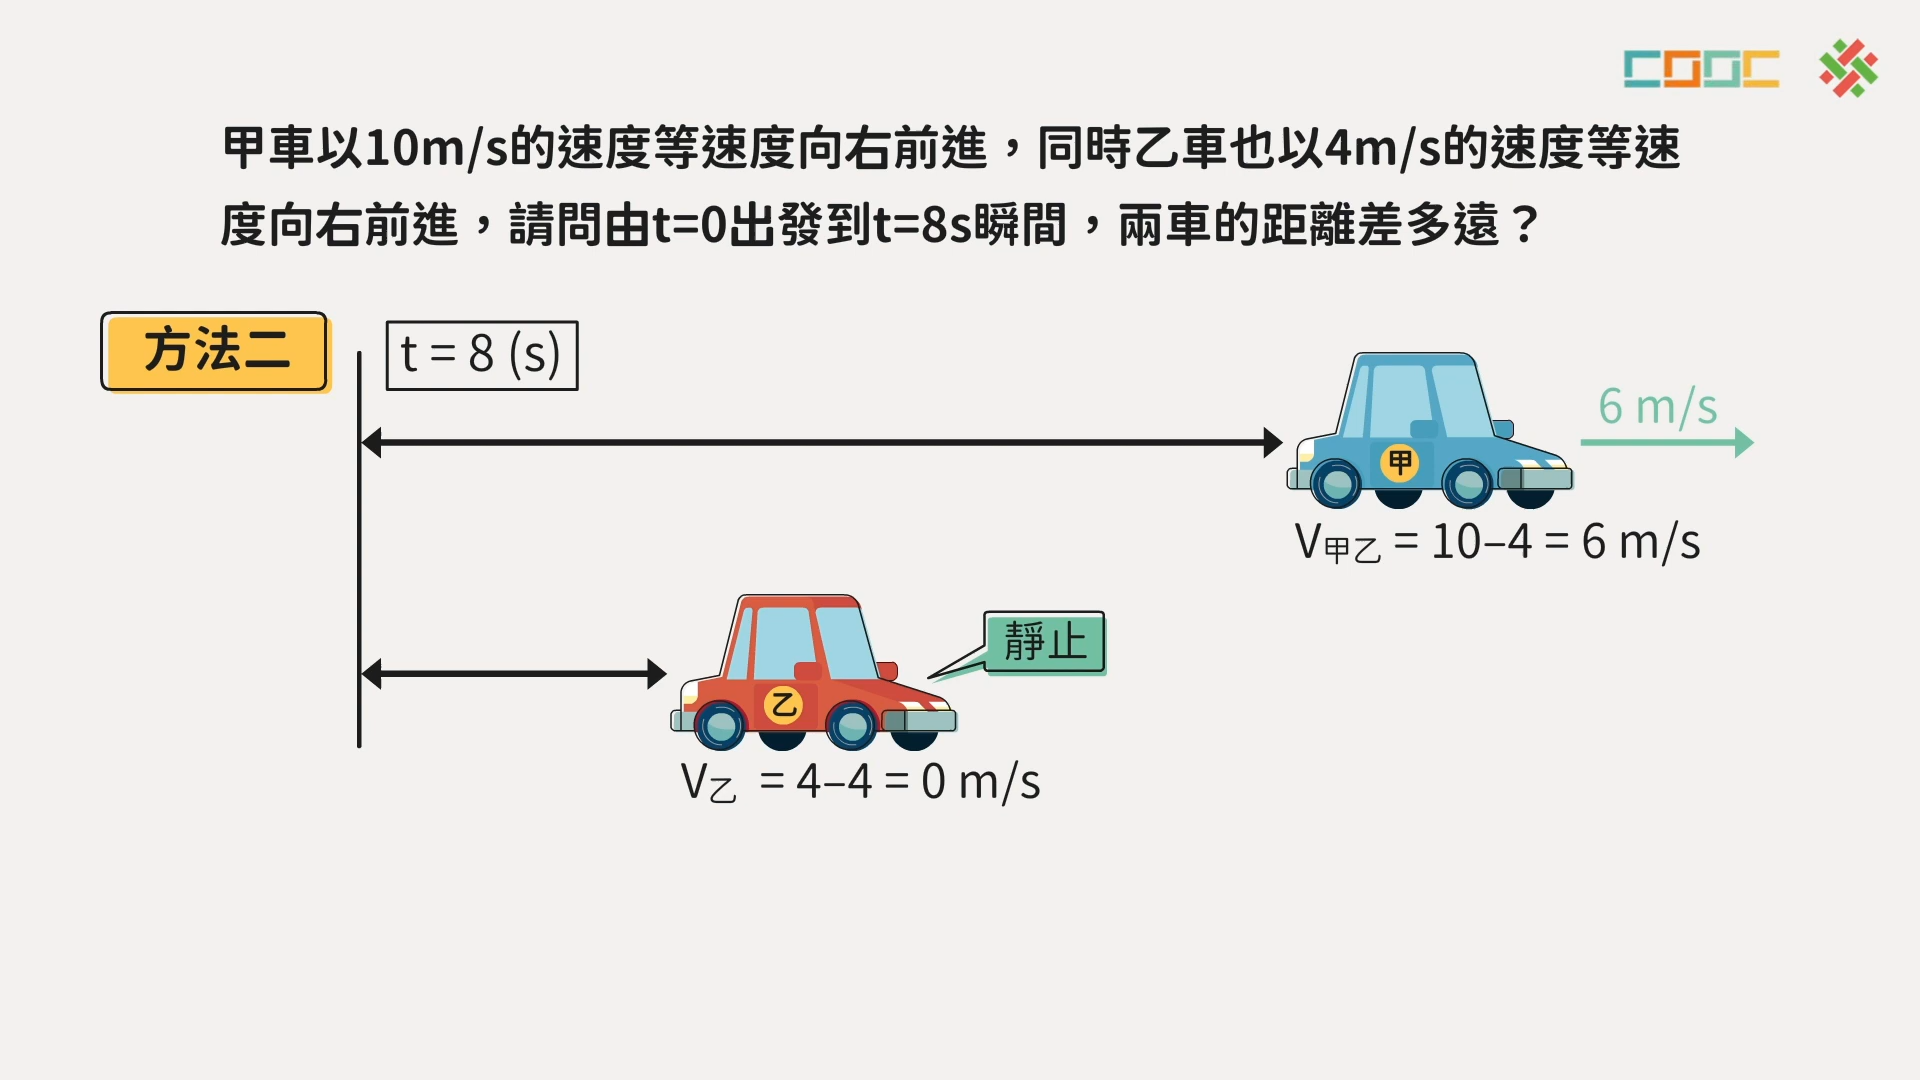 COOC
甲車以10m/s的速度等速度向右前進，同時乙車也以4m/s的速度等速
度向右前進，請問由t=0出發到t=8s瞬間，兩車的距離差多遠？
方法二
t = 8 (s)
6 m/s
甲
V甲乙 = 10–4 = 6 m/s
靜止
乙
V乙 = 4–4 = 0 m/s